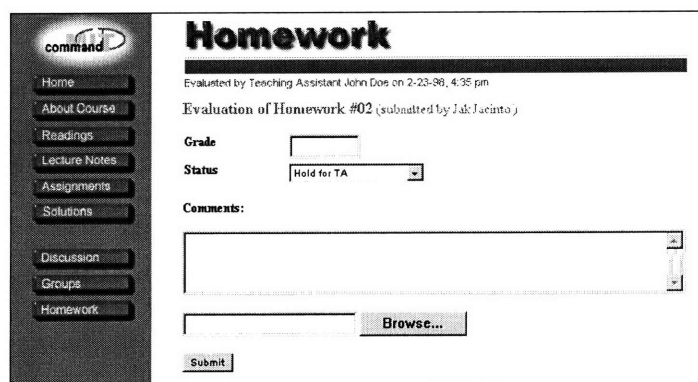 command
Home
About Course
Readings
Lecture Notes
Assignments
Solutions
Discussion
Groups
Homework
Homework
Evaluated by Teaching Assistant John Doe on 2-23-98, 4:35 pm
Evaluation of Homework #02 (submitted by Jak Jacinto)
Grade
Status
Hold for TA
Comments:
Browse...
Submit